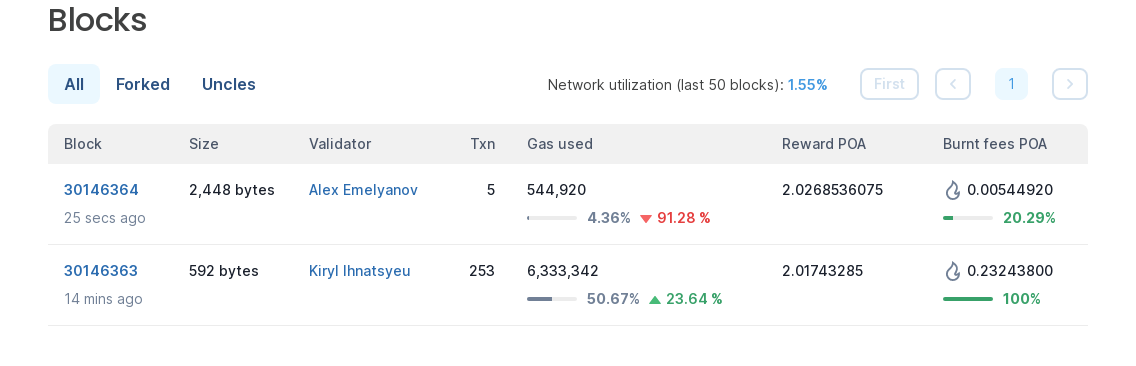 Blocks
All Forked Uncles Network utilization (last 50 blocks): 1.55% First 1
Block Size Validator Txn Gas used Reward POA Burnt fees POA
30146364 2,448 bytes Alex Emelyanov 5 544,920 2.0268536075 0.00544920
25 secs ago 4.36% 91.28 % 20.29%
30146363 592 bytes Kiryl Ihnatsyeu 253 6,333,342 2.01743285 0.23243800
14 mins ago 50.67% 23.64 % 100%